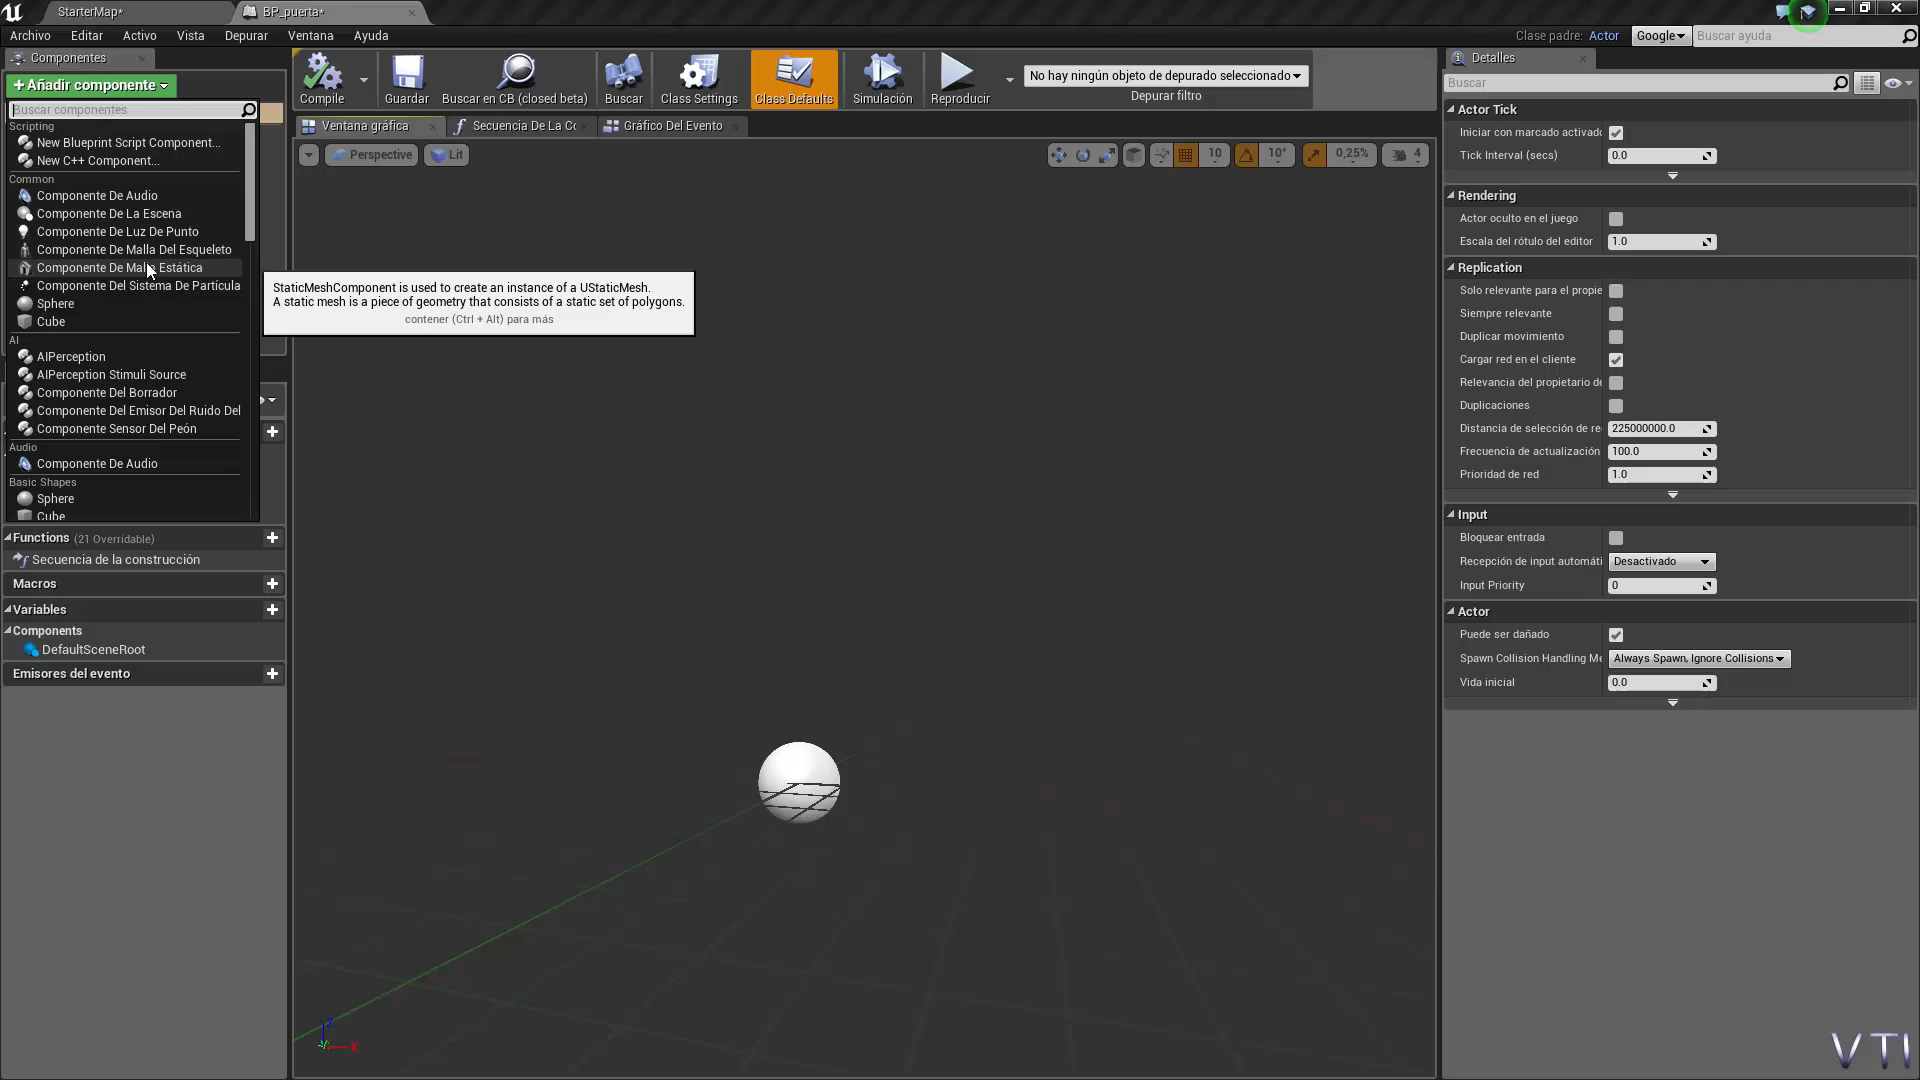 StarterMap*
BP_puerta*
Archivo Editar Activo Vista Depurar Ventana Ayuda
Clase padre: Actor Google Buscar ayuda
Componentes
+Añadir componente
Buscar componentes
Scripting
New Blueprint Script Component...
New C++ Component...
Common
Componente De Audio
Componente De La Escena
Componente De Luz De Punto
Componente De Malla Del Esqueleto
Componente De Malla Estática
Componente Del Sistema De Partícula
Sphere
Cube
AI
AIPerception
AIPerception Stimuli Source
Componente Del Borrador
Componente Del Emisor Del Ruido Del
Componente Sensor Del Peón
Audio
Componente De Audio
Basic Shapes
Sphere
Cube
Functions (21 Overridable)
Secuencia de la construcción
Macros
Variables
Components
DefaultSceneRoot
Emisores del evento
Compile
Guardar
Buscar en CB (closed beta)
Buscar
Class Settings
Class Defaults
Simulación
Reproducir
No hay ningún objeto de depurado seleccionado
Depurar filtro
Ventana gráfica
Secuencia De La Co
Gráfico Del Evento
Perspective
Lit
10
10°
0,25%
4
StaticMeshComponent is used to create an instance of a UStaticMesh.
A static mesh is a piece of geometry that consists of a static set of polygons.
contener (Ctrl + Alt) para más
Z
Y
X
Detalles
Buscar
Actor Tick
Iniciar con marcado activado
Tick Interval (secs) 0.0
Rendering
Actor oculto en el juego
Escala del rótulo del editor 1.0
Replication
Solo relevante para el propie
Siempre relevante
Duplicar movimiento
Cargar red en el cliente
Relevancia del propietario de
Duplicaciones
Distancia de selección de re 225000000.0
Frecuencia de actualización 100.0
Prioridad de red 1.0
Input
Bloquear entrada
Recepción de input automáti Desactivado
Input Priority 0
Actor
Puede ser dañado
Spawn Collision Handling Me Always Spawn, Ignore Collisions
Vida inicial 0.0
VTI